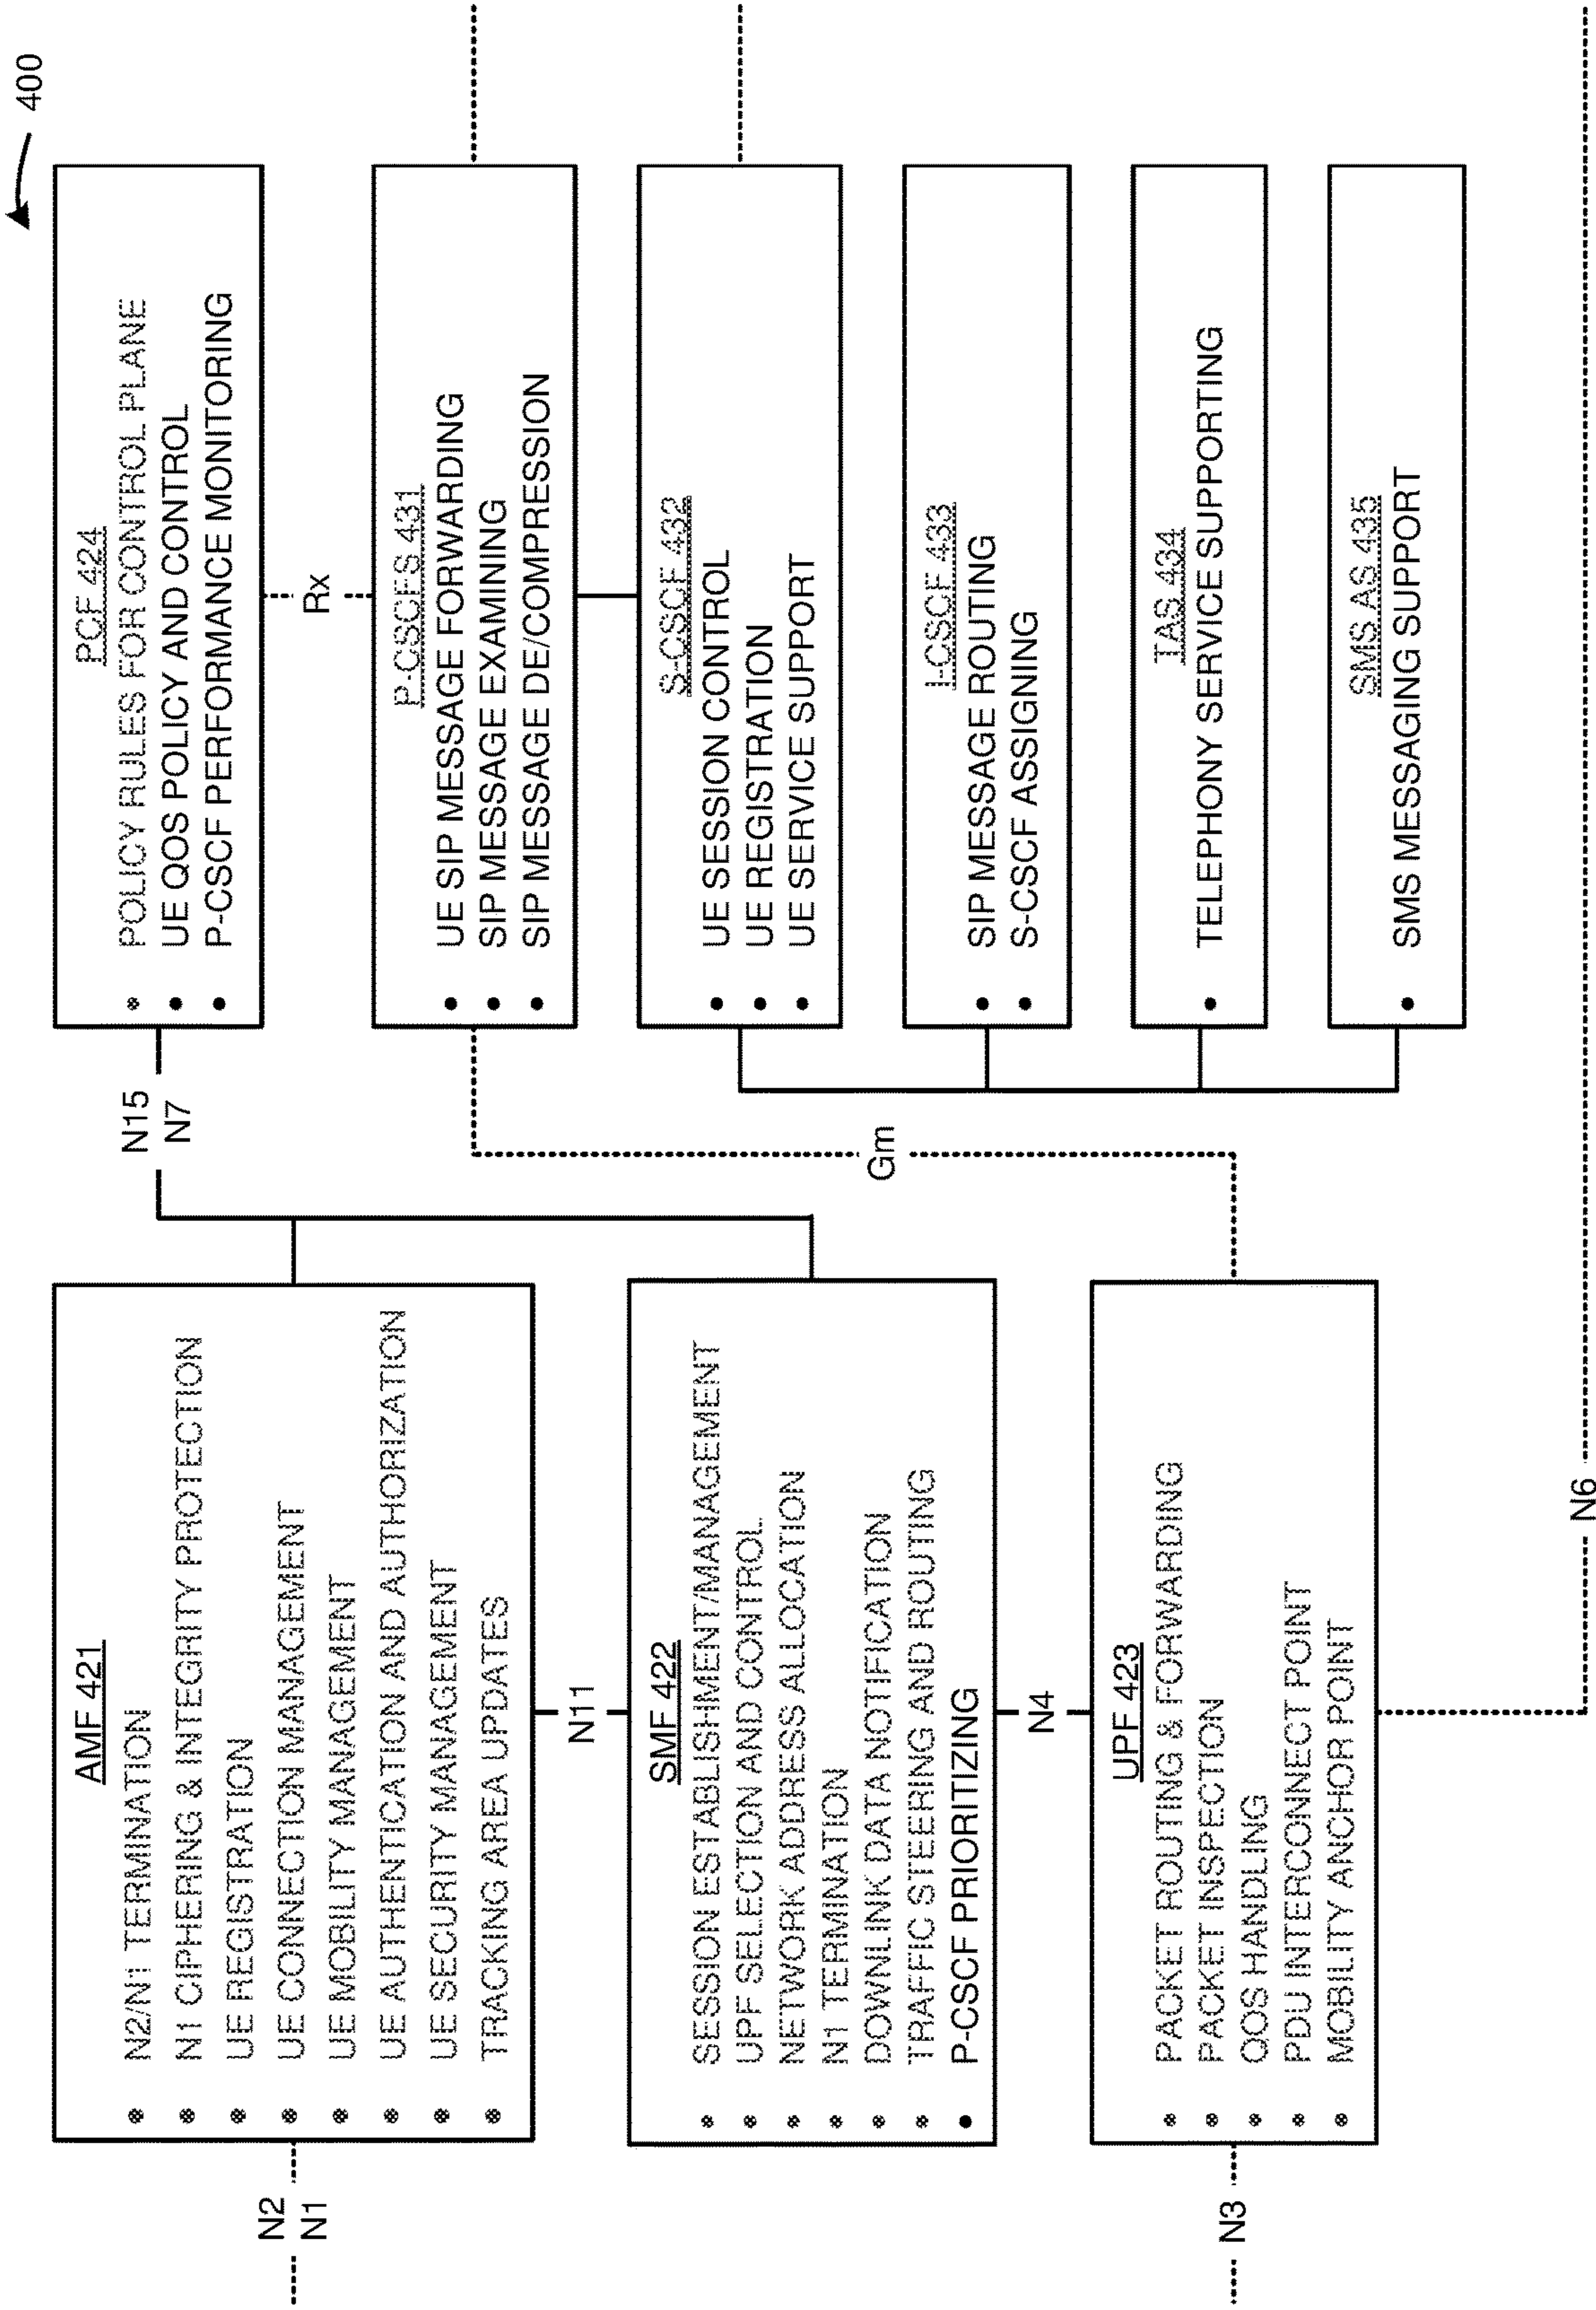 400
AMF 421
N2/N1 TERMINATION
N1 CIPHERING & INTEGRITY PROTECTION
UE REGISTRATION
UE CONNECTION MANAGEMENT
UE MOBILITY MANAGEMENT
UE AUTHENTICATION AND AUTHORIZATION
UE SECURITY MANAGEMENT
TRACKING AREA UPDATES
N2
N1
N11
SMF 422
SESSION ESTABLISHMENT/MANAGEMENT
UPF SELECTION AND CONTROL
NETWORK ADDRESS ALLOCATION
N1 TERMINATION
DOWNLINK DATA NOTIFICATION
TRAFFIC STEERING AND ROUTING
P-CSCF PRIORITIZING
N4
UPF 423
PACKET ROUTING & FORWARDING
PACKET INSPECTION
QOS HANDLING
PDU INTERCONNECT POINT
MOBILITY ANCHOR POINT
N3
N6
N15
N7
Gm
PCF 424
POLICY RULES FOR CONTROL PLANE
UE QOS POLICY AND CONTROL
P-CSCF PERFORMANCE MONITORING
Rx
P-CSCFS 431
UE SIP MESSAGE FORWARDING
SIP MESSAGE EXAMINING
SIP MESSAGE DE/COMPRESSION
S-CSCF 432
UE SESSION CONTROL
UE REGISTRATION
UE SERVICE SUPPORT
I-CSCF 433
SIP MESSAGE ROUTING
S-CSCF ASSIGNING
TAS 434
TELEPHONY SERVICE SUPPORTING
SMS AS 435
SMS MESSAGING SUPPORT